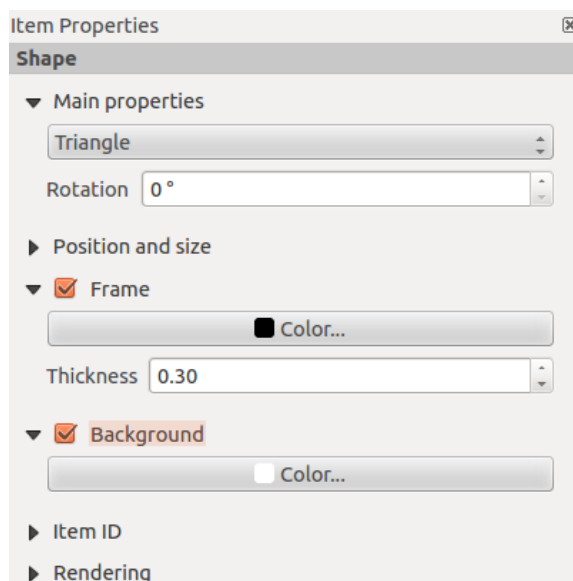 Item Properties
Shape
Main properties
Triangle
Rotation 0 °
Position and size
Frame
Color...
Thickness 0.30
Background
Color...
Item ID
Rendering